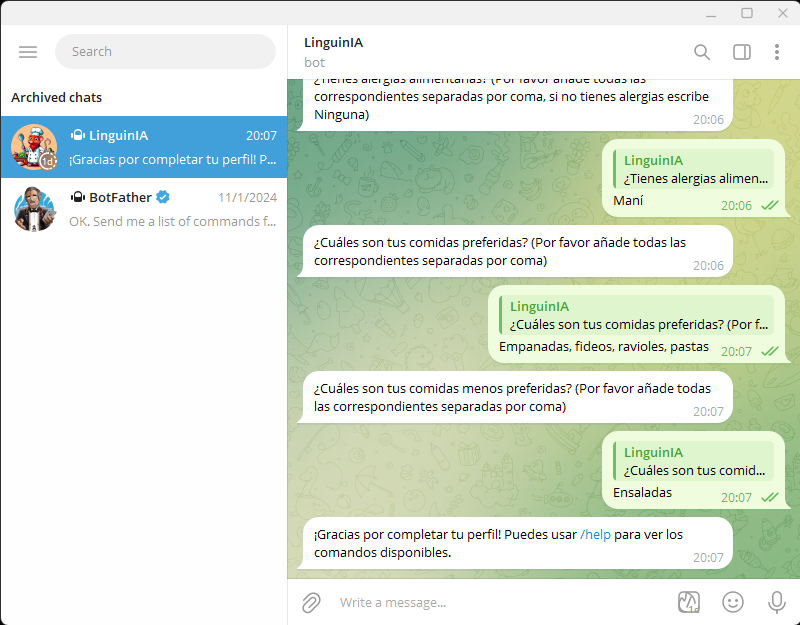 Search
Archived chats
LinguinIA 20:07
¡Gracias por completar tu perfil! P...
1d
BotFather 11/1/2024
OK. Send me a list of commands f...
LinguinIA
bot
¿Tienes alergias alimentarias? (Por favor añade todas las
correspondientes separadas por coma, si no tienes alergias escribe
Ninguna)
20:06
LinguinIA
¿Tienes alergias alimen...
Maní
20:06
¿Cuáles son tus comidas preferidas? (Por favor añade todas las
correspondientes separadas por coma)
20:06
LinguinIA
¿Cuáles son tus comidas preferidas? (Por f...
Empanadas, fideos, ravioles, pastas
20:07
¿Cuáles son tus comidas menos preferidas? (Por favor añade todas
las correspondientes separadas por coma)
20:07
LinguinIA
¿Cuáles son tus comid...
Ensaladas
20:07
¡Gracias por completar tu perfil! Puedes usar /help para ver los
comandos disponibles.
20:07
Write a message...